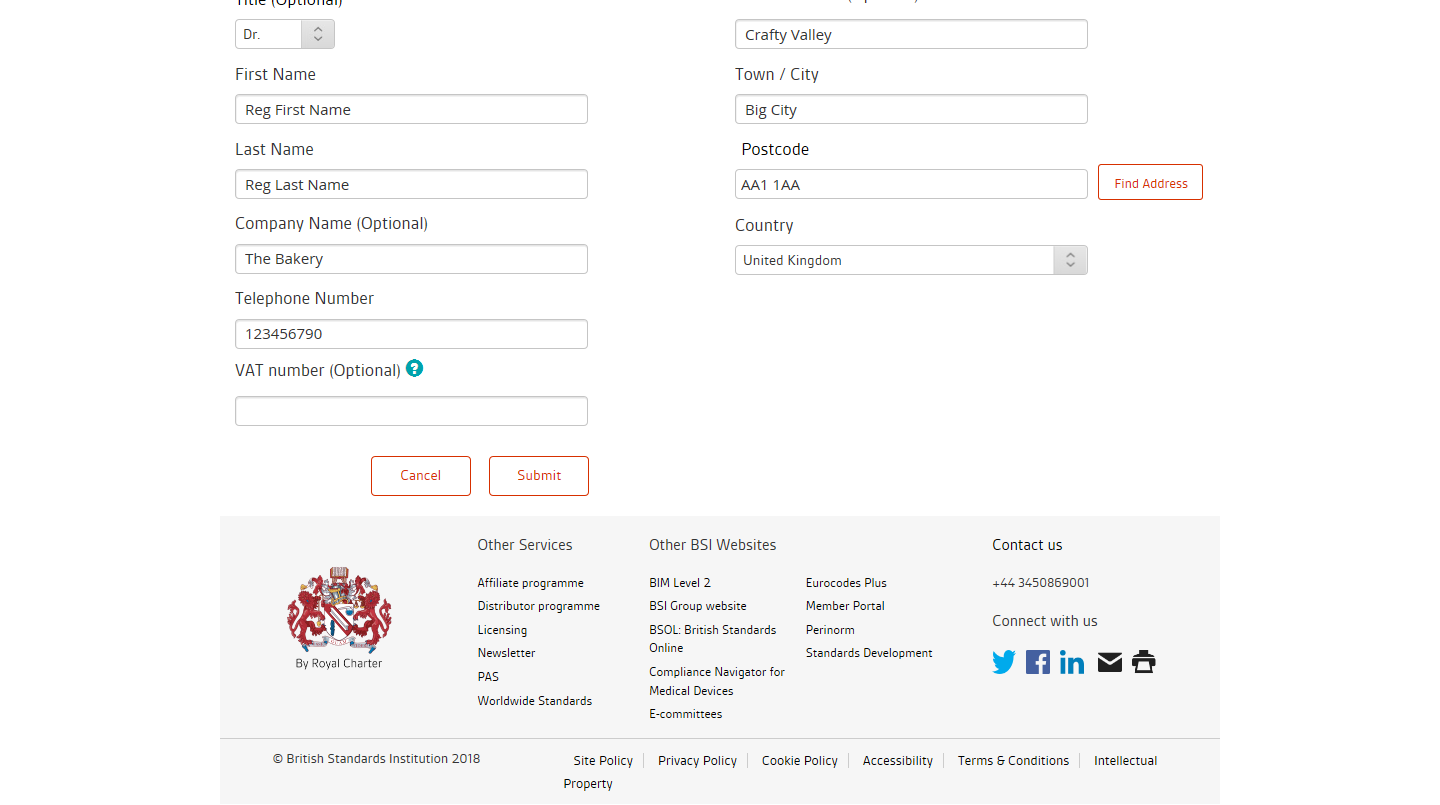 Title (Optional)
Dr.
First Name
Reg First Name
Last Name
Reg Last Name
Company Name (Optional)
The Bakery
Telephone Number
123456790
VAT number (Optional) ?
Cancel Submit
Crafty Valley
Town / City
Big City
Postcode
AA1 1AA Find Address
Country
United Kingdom
By Royal Charter
Other Services
Affiliate programme
Distributor programme
Licensing
Newsletter
PAS
Worldwide Standards
Other BSI Websites
BIM Level 2
BSI Group website
BSOL: British Standards
Online
Compliance Navigator for
Medical Devices
E-committees
Eurocodes Plus
Member Portal
Perinorm
Standards Development
Contact us
+44 3450869001
Connect with us
© British Standards Institution 2018
Site Policy Privacy Policy Cookie Policy Accessibility Terms & Conditions Intellectual
Property